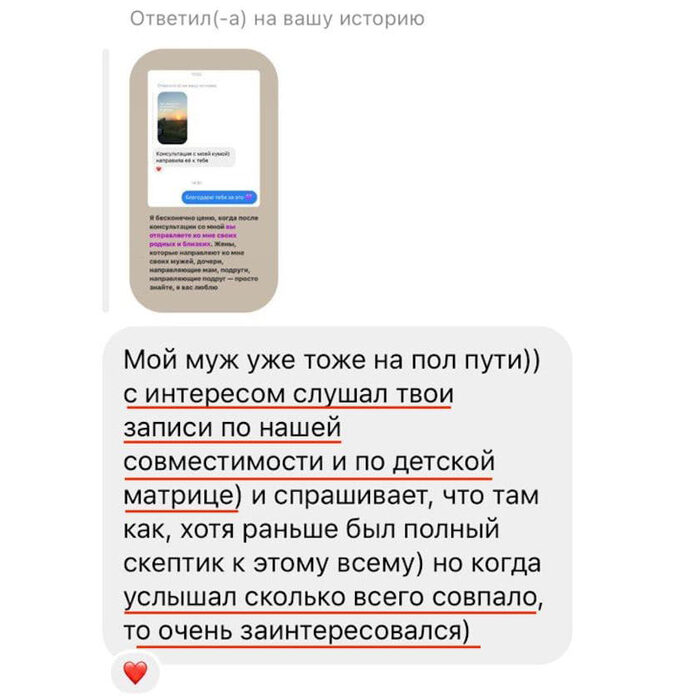 Ответил(-а) на вашу историю
Консультация с моей кумой)
направила её к тебе
Благодарю тебя за это
Я бесконечно ценю, когда после
консультации со мной вы
отправляете ко мне своих
родных и близких. Жены,
которые направляют ко мне
своих мужей, дочери,
направляющие мам, подруги,
направляющие подруг — просто
знайте, я вас люблю
Мой муж уже тоже на пол пути))
с интересом слушал твои
записи по нашей
совместимости и по детской
матрице) и спрашивает, что там
как, хотя раньше был полный
скептик к этому всему) но когда
услышал сколько всего совпало,
то очень заинтересовался)